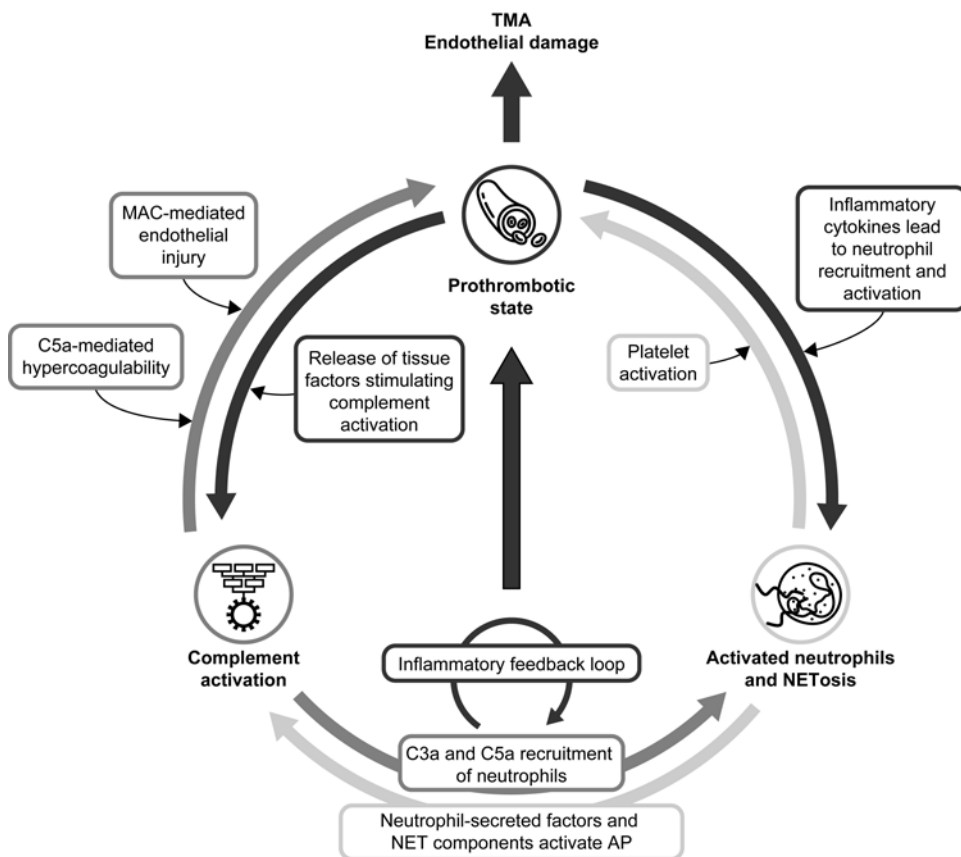 TMA
Endothelial damage
MAC-mediated
endothelial
injury
C5a-mediated
hypercoagulability
Prothrombotic
state
Release of tissue
factors stimulating
complement
activation
Platelet
activation
Inflammatory
cytokines lead to
neutrophil
recruitment and
activation
Complement
activation
Inflammatory feedback loop
Activated neutrophils
and NETosis
C3a and C5a recruitment
of neutrophils
Neutrophil-secreted factors and
NET components activate AP